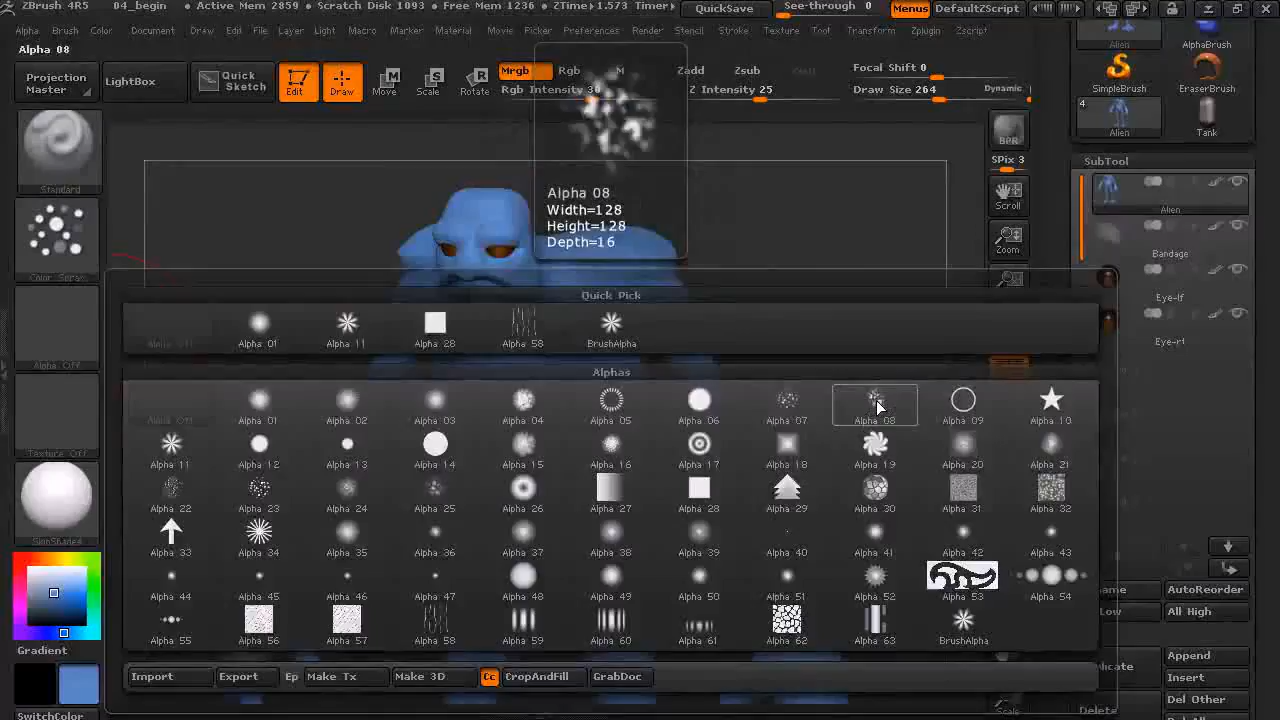 ZBrush 4R5 04_begin • Active Mem 2859 • Scratch Disk 1093 • Free Mem 1236 • ZTime▶1.573 Timer▶ QuickSave See-through 0 Menus DefaultZScript
Alpha Brush Color Document Draw Edit File Layer Light Macro Marker Material Movie Picker Preferences Render Stencil Stroke Texture Tool Transform Zplugin Zscript
Alpha 08
Projection Master
LightBox
Quick Sketch
Edit
Draw
Move
Scale
Rotate
Mrgb Rgb M
Rgb Intensity 30
Zadd Zsub
Z Intensity 25
Focal Shift 0
Draw Size 264 Dynamic
Alien AlphaBrush
SimpleBrush EraserBrush
4
Alien Tank
Standard
Color Spray
Alpha Off
Texture Off
SkinShade4
Gradient
SwitchColor
Alpha 08
Width=128
Height=128
Depth=16
BPR
SPix 3
Scroll
Zoom
SubTool
Alien
Bandage
Eye-lf
Eye-rt
Quick Pick
Alpha 01 Alpha 11 Alpha 28 Alpha 58 BrushAlpha
Alphas
Alpha 01 Alpha 02 Alpha 03 Alpha 04 Alpha 05 Alpha 06 Alpha 07 Alpha 08 Alpha 09 Alpha 10
Alpha 11 Alpha 12 Alpha 13 Alpha 14 Alpha 15 Alpha 16 Alpha 17 Alpha 18 Alpha 19 Alpha 20 Alpha 21
Alpha 22 Alpha 23 Alpha 24 Alpha 25 Alpha 26 Alpha 27 Alpha 28 Alpha 29 Alpha 30 Alpha 31 Alpha 32
Alpha 33 Alpha 34 Alpha 35 Alpha 36 Alpha 37 Alpha 38 Alpha 39 Alpha 40 Alpha 41 Alpha 42 Alpha 43
Alpha 44 Alpha 45 Alpha 46 Alpha 47 Alpha 48 Alpha 49 Alpha 50 Alpha 51 Alpha 52 Alpha 53 Alpha 54
Alpha 55 Alpha 56 Alpha 57 Alpha 58 Alpha 59 Alpha 60 Alpha 61 Alpha 62 Alpha 63 BrushAlpha
Import Export Ep Make Tx Make 3D Cc CropAndFill GrabDoc
AutoReorder
All High
Append
Insert
Del Other
Scale
Delete